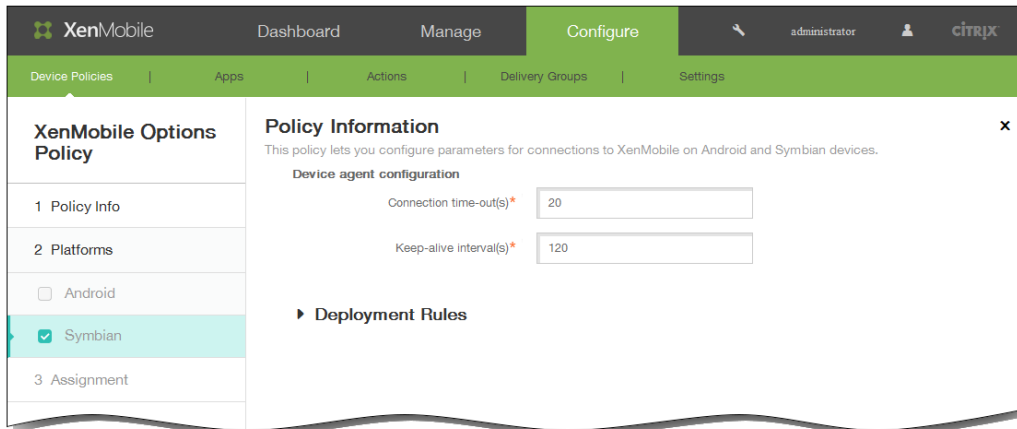 XenMobile Dashboard Manage Configure administrator CİTRIX
Device Policies | Apps | Actions | Delivery Groups | Settings
XenMobile Options
Policy
1 Policy Info
2 Platforms
Android
Symbian
3 Assignment
Policy Information
x
This policy lets you configure parameters for connections to XenMobile on Android and Symbian devices.
Device agent configuration
Connection time-out(s)* 20
Keep-alive interval(s)* 120
Deployment Rules